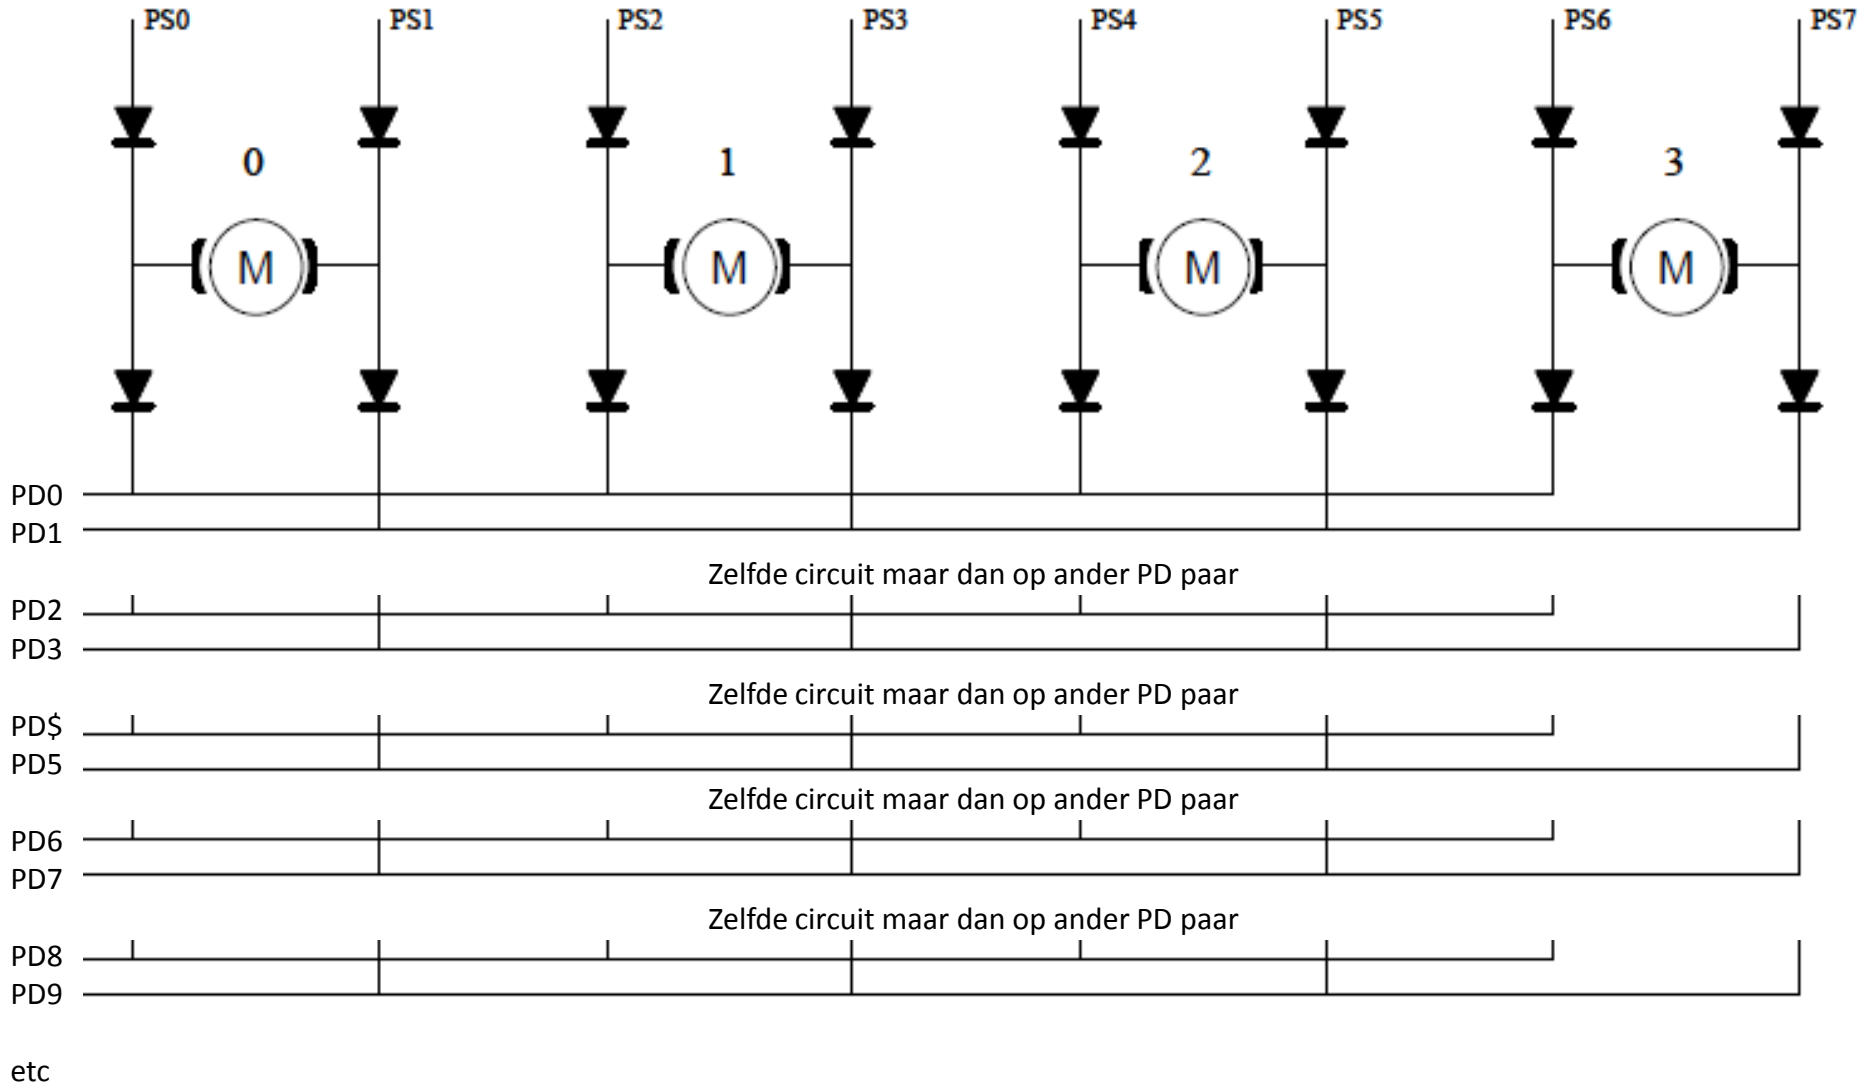 PS0 PS1 PS2 PS3 PS4 PS5 PS6 PS7
0 1 2 3
M M M M
PD0
PD1
Zelfde circuit maar dan op ander PD paar
PD2
PD3
Zelfde circuit maar dan op ander PD paar
PD$
PD5
Zelfde circuit maar dan op ander PD paar
PD6
PD7
Zelfde circuit maar dan op ander PD paar
PD8
PD9
etc